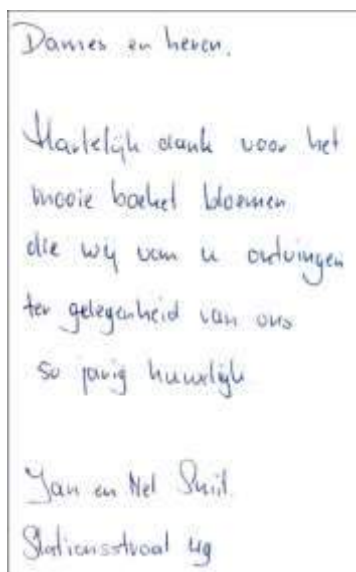 Dames en heren,
Hartelijk dank voor het
mooie boeket bloemen
die wij van u ontvingen
ter gelegenheid van ons
50 jarig huwelijk
Jan en Nel Smit
Stationsstraat 49